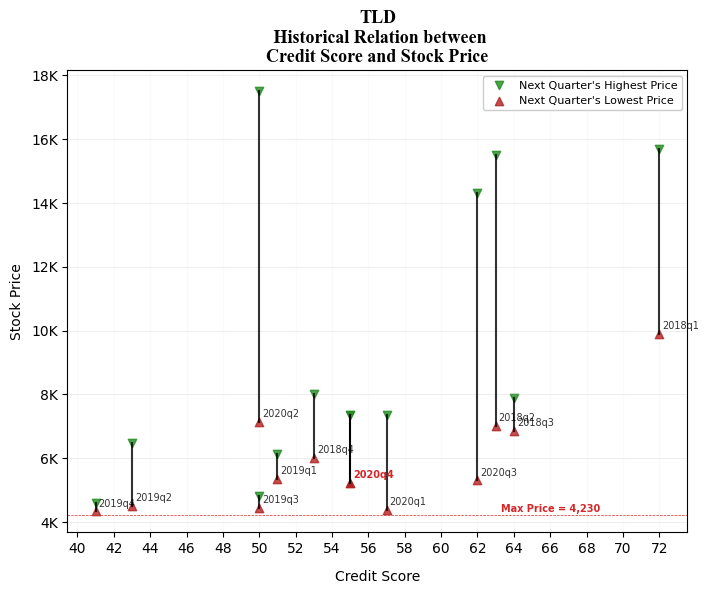 TLD
Historical Relation between
Credit Score and Stock Price
Next Quarter's Highest Price
Next Quarter's Lowest Price
18K
16K
14K
12K
10K
8K
6K
4K
Stock Price
2018q1
2020q2
2018q2
2018q3
2018q4
2019q1
2020q4
2020q3
2019q4
2019q2
2019q3
2020q1
Max Price = 4,230
40 42 44 46 48 50 52 54 56 58 60 62 64 66 68 70 72
Credit Score